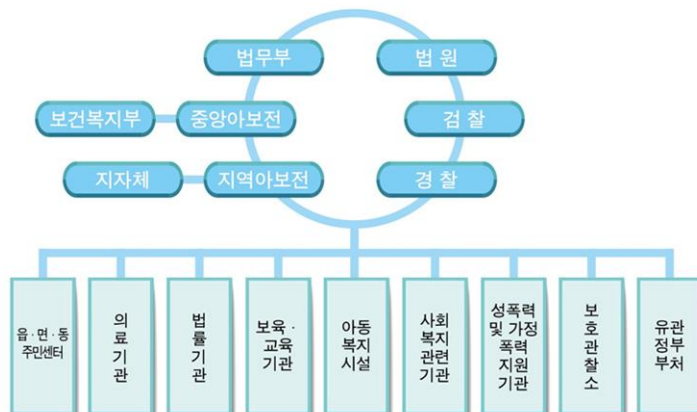 법무부
법 원
보건복지부
중앙아보전
검 찰
지자체
지역아보전
경 찰
읍·면·동
주민센터
의료기관
법률기관
보육·
교육
기관
아동
복지
시설
사회
복지
관련
기관
성폭력
및 가정
폭력
지원
기관
보호관찰소
유관
정부
부처